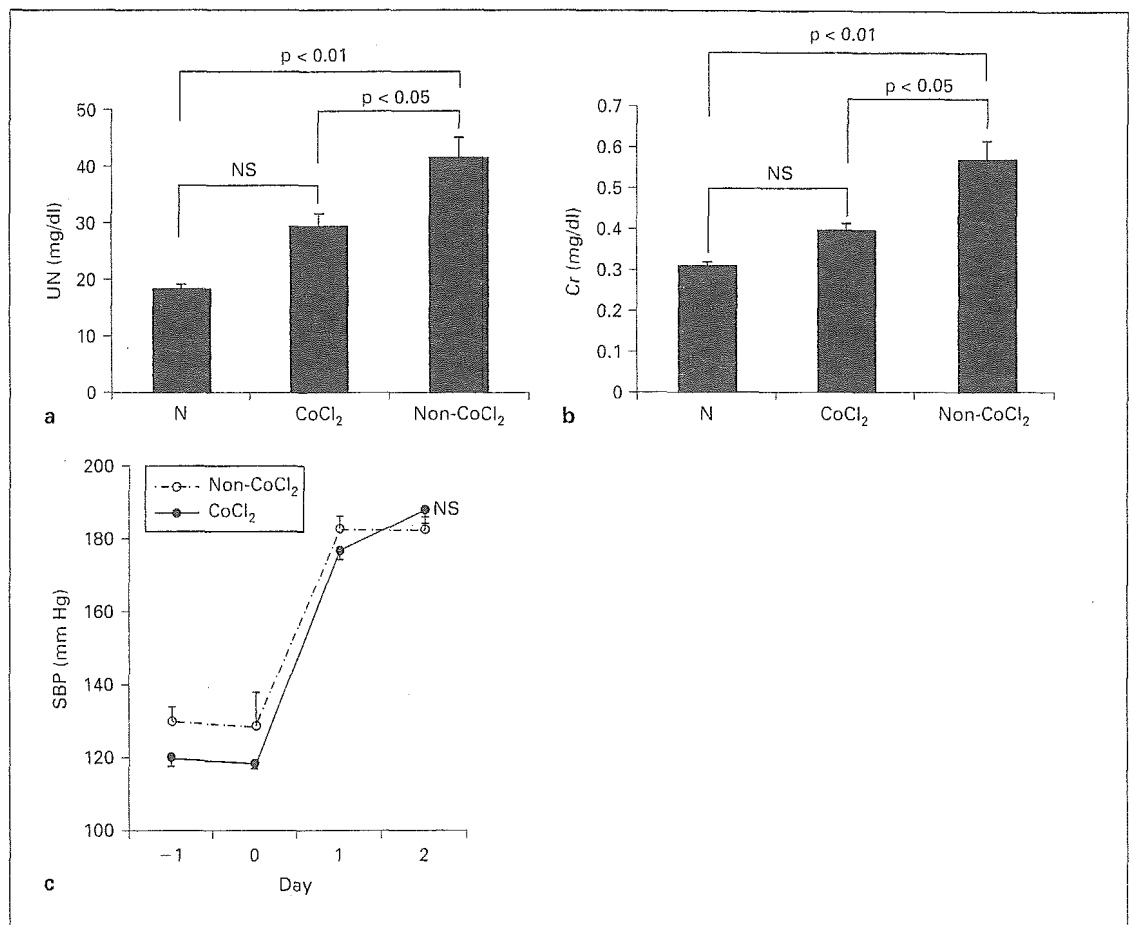 p < 0.01
p < 0.05
NS
50
40
30
20
10
0
UN (mg/dl)
N
CoCl₂
Non-CoCl₂
a
p < 0.01
p < 0.05
NS
0.7
0.6
0.5
0.4
0.3
0.2
0.1
0
Cr (mg/dl)
N
CoCl₂
Non-CoCl₂
b
200
180
160
140
120
100
SBP (mm Hg)
Non-CoCl₂
CoCl₂
NS
−1
0
1
2
Day
c